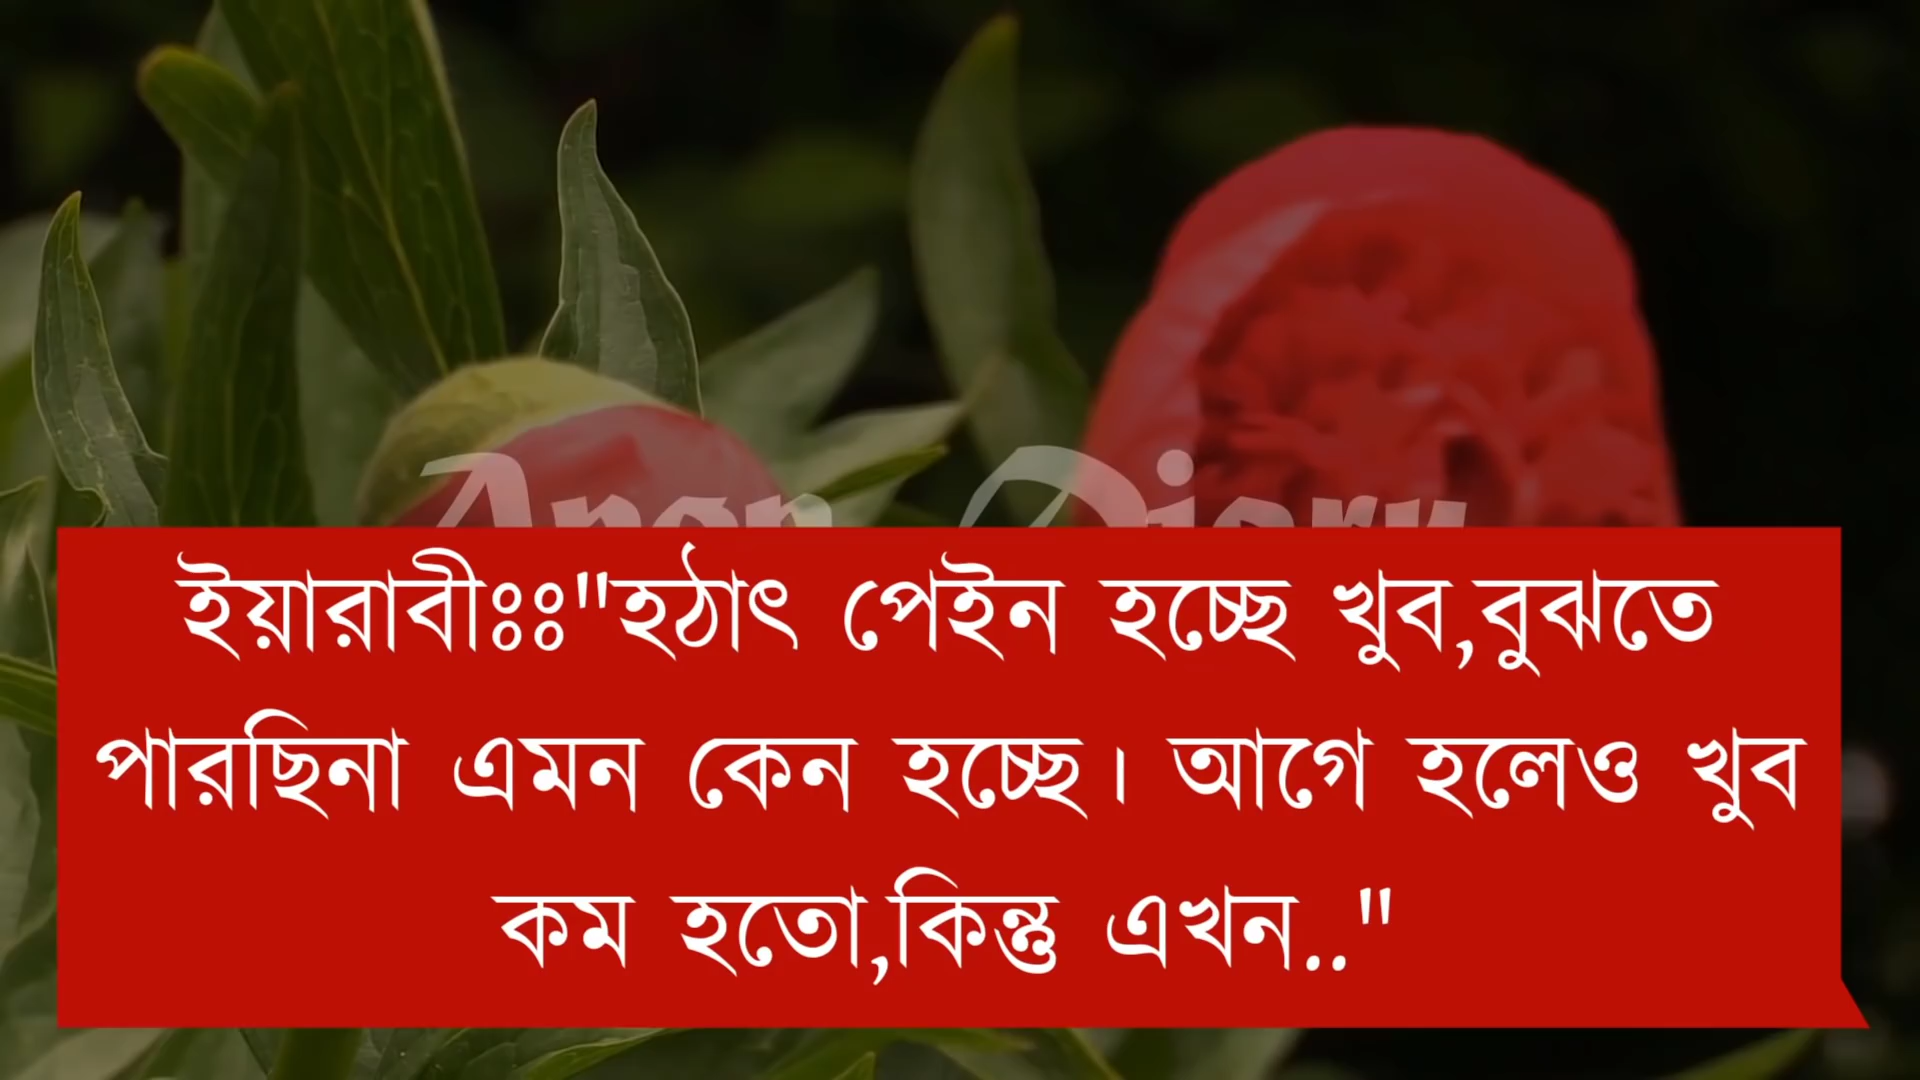 ইয়ারাবীঃঃ"হঠাৎ পেইন হচ্ছে খুব,বুঝতে
পারছিনা এমন কেন হচ্ছে। আগে হলেও খুব
কম হতো,কিন্তু এখন.."